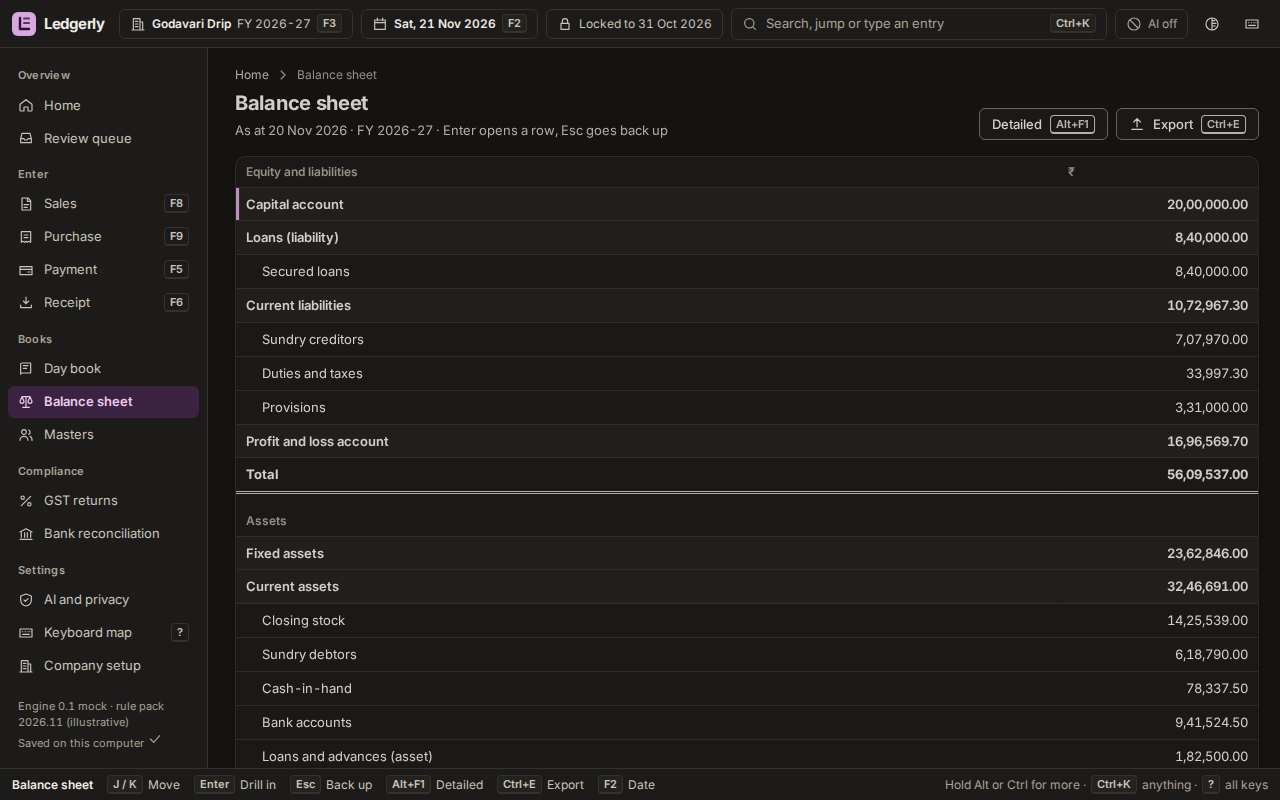 Ledgerly
Godavari Drip FY 2026-27 F3
Sat, 21 Nov 2026 F2
Locked to 31 Oct 2026
Search, jump or type an entry Ctrl+K
AI off
Overview
Home
Review queue
Enter
Sales F8
Purchase F9
Payment F5
Receipt F6
Books
Day book
Balance sheet
Masters
Compliance
GST returns
Bank reconciliation
Settings
AI and privacy
Keyboard map ?
Company setup
Engine 0.1 mock · rule pack
2026.11 (illustrative)
Saved on this computer
Home Balance sheet
Balance sheet
As at 20 Nov 2026 · FY 2026-27 · Enter opens a row, Esc goes back up
Detailed Alt+F1
Export Ctrl+E
Equity and liabilities ₹
Capital account 20,00,000.00
Loans (liability) 8,40,000.00
Secured loans 8,40,000.00
Current liabilities 10,72,967.30
Sundry creditors 7,07,970.00
Duties and taxes 33,997.30
Provisions 3,31,000.00
Profit and loss account 16,96,569.70
Total 56,09,537.00
Assets
Fixed assets 23,62,846.00
Current assets 32,46,691.00
Closing stock 14,25,539.00
Sundry debtors 6,18,790.00
Cash-in-hand 78,337.50
Bank accounts 9,41,524.50
Loans and advances (asset) 1,82,500.00
Balance sheet J / K Move Enter Drill in Esc Back up Alt+F1 Detailed Ctrl+E Export F2 Date Hold Alt or Ctrl for more · Ctrl+K anything · ? all keys